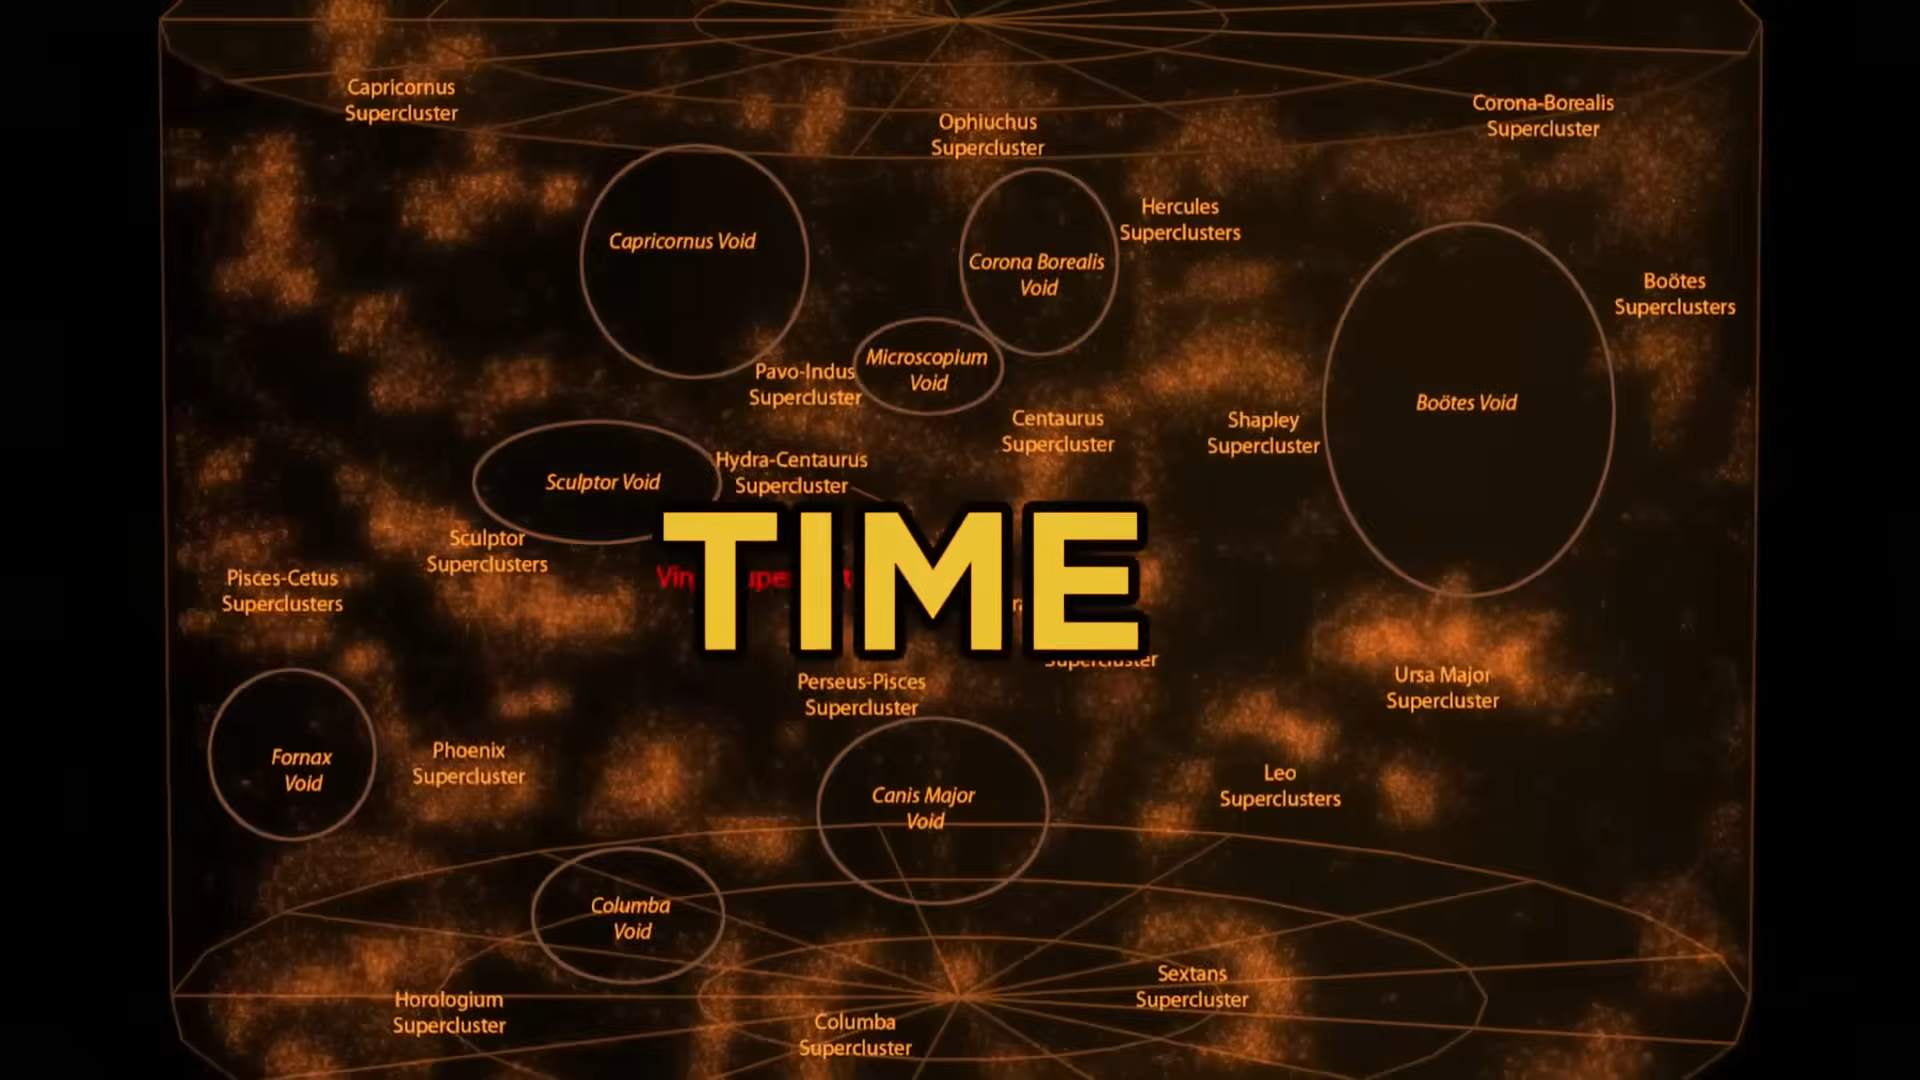 Capricornus
Supercluster
Corona-Borealis
Supercluster
Ophiuchus
Supercluster
Hercules
Superclusters
Capricornus Void
Corona Borealis
Void
Boötes
Superclusters
Microscopium
Void
Pavo-Indus
Supercluster
Boötes Void
Centaurus
Supercluster
Shapley
Supercluster
Hydra-Centaurus
Supercluster
Sculptor Void
Sculptor
Superclusters
TIME
Pisces-Cetus
Superclusters
Supercluster
Perseus-Pisces
Supercluster
Ursa Major
Supercluster
Fornax
Void
Phoenix
Supercluster
Leo
Superclusters
Canis Major
Void
Columba
Void
Sextans
Supercluster
Horologium
Supercluster
Columba
Supercluster